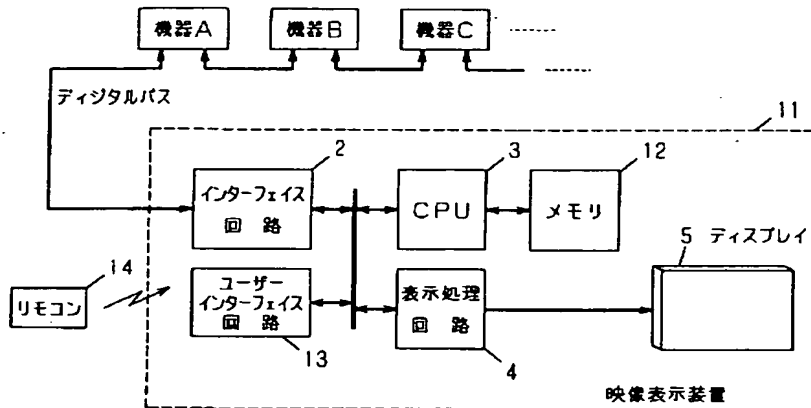 機器A
機器B
機器C
ディジタルバス
11
2
3
12
インターフェイス
回路
CPU
メモリ
5 ディスプレイ
14
リモコン
ユーザー
インターフェイス
回路
表示処理
回路
13
4
映像表示装置